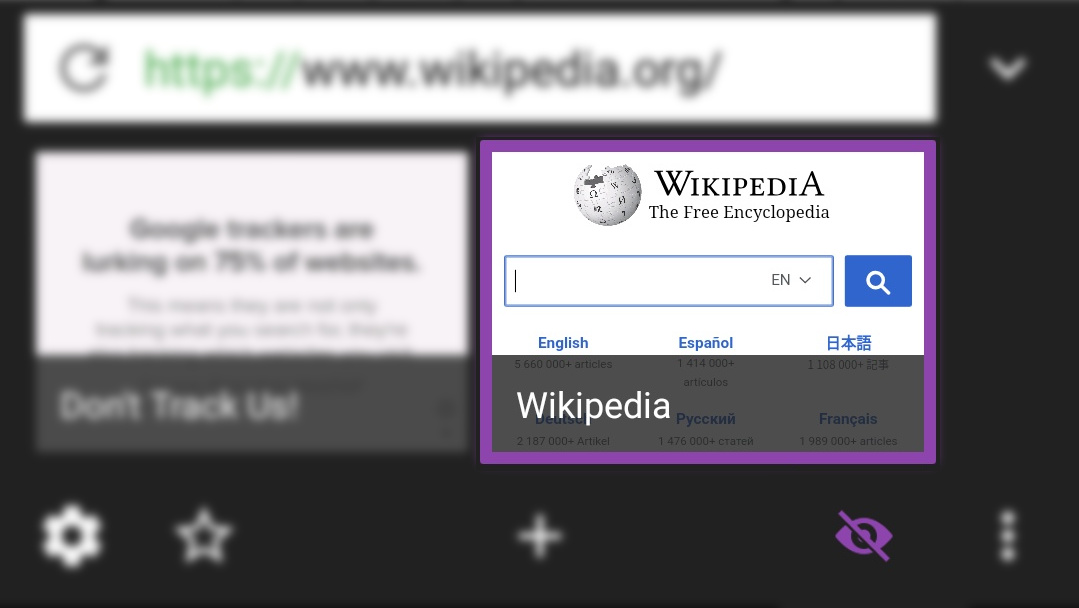 https://www.wikipedia.org/
Google trackers are
lurking on 75% of websites.
This means they are not only
tracking what you search for, they're
Don't Track Us!
WIKIPEDIA
The Free Encyclopedia
EN
English
Español
日本語
5 660 000+ articles
1 414 000+
artículos
1 108 000+ 記事
Wikipedia
Deutsch
Русский
Français
2 187 000+ Artikel
1 476 000+ статей
1 989 000+ articles